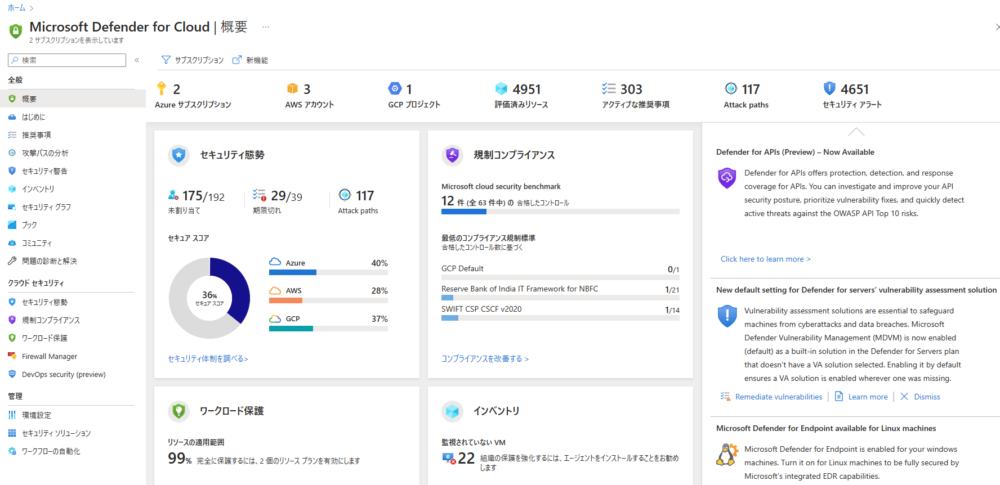 ホーム >
Microsoft Defender for Cloud | 概要 …
2 サブスクリプションを表示しています
検索
«
サブスクリプション
新機能
全般
概要
はじめに
推奨事項
攻撃パスの分析
セキュリティ警告
インベントリ
セキュリティ グラフ
ブック
コミュニティ
問題の診断と解決
クラウド セキュリティ
セキュリティ態勢
規制コンプライアンス
ワークロード保護
Firewall Manager
DevOps security (preview)
管理
環境設定
セキュリティ ソリューション
ワークフローの自動化
2
Azure サブスクリプション
3
AWS アカウント
1
GCP プロジェクト
4951
評価済みリソース
303
アクティブな推奨事項
117
Attack paths
4651
セキュリティ アラート
セキュリティ態勢
175/192
未割り当て
29/39
期限切れ
117
Attack paths
セキュア スコア
36%
セキュア スコア
Azure 40%
AWS 28%
GCP 37%
セキュリティ体制を調べる>
規制コンプライアンス
Microsoft cloud security benchmark
12 件 (全 63 件中) の 合格したコントロール
最低のコンプライアンス規制標準
合格したコントロール数に基づく
GCP Default 0/1
Reserve Bank of India IT Framework for NBFC 1/21
SWIFT CSP CSCF v2020 1/14
コンプライアンスを改善する >
ワークロード保護
リソースの適用範囲
99% 完全に保護するには、2 個のリソース プランを有効にします
インベントリ
監視されていない VM
22 組織の保護を強化するには、エージェントをインストールすることをお勧め
します
Defender for APIs (Preview) – Now Available
Defender for APIs offers protection, detection, and response
coverage for APIs. You can investigate and improve your API
security posture, prioritize vulnerability fixes, and quickly detect
active threats against the OWASP API Top 10 risks.
Click here to learn more >
New default setting for Defender for servers’ vulnerability assessment solution
Vulnerability assessment solutions are essential to safeguard
machines from cyberattacks and data breaches. Microsoft
Defender Vulnerability Management (MDVM) is now enabled
(default) as a built-in solution in the Defender for Servers plan
that doesn't have a VA solution selected. Enabling it by default
ensures a VA solution is enabled wherever one was missing.
Remediate vulnerabilities | Learn more | Dismiss
Microsoft Defender for Endpoint available for Linux machines
Microsoft Defender for Endpoint is enabled for your windows
machines. Turn it on for Linux machines to be fully secured by
Microsoft’s integrated EDR capabilities.